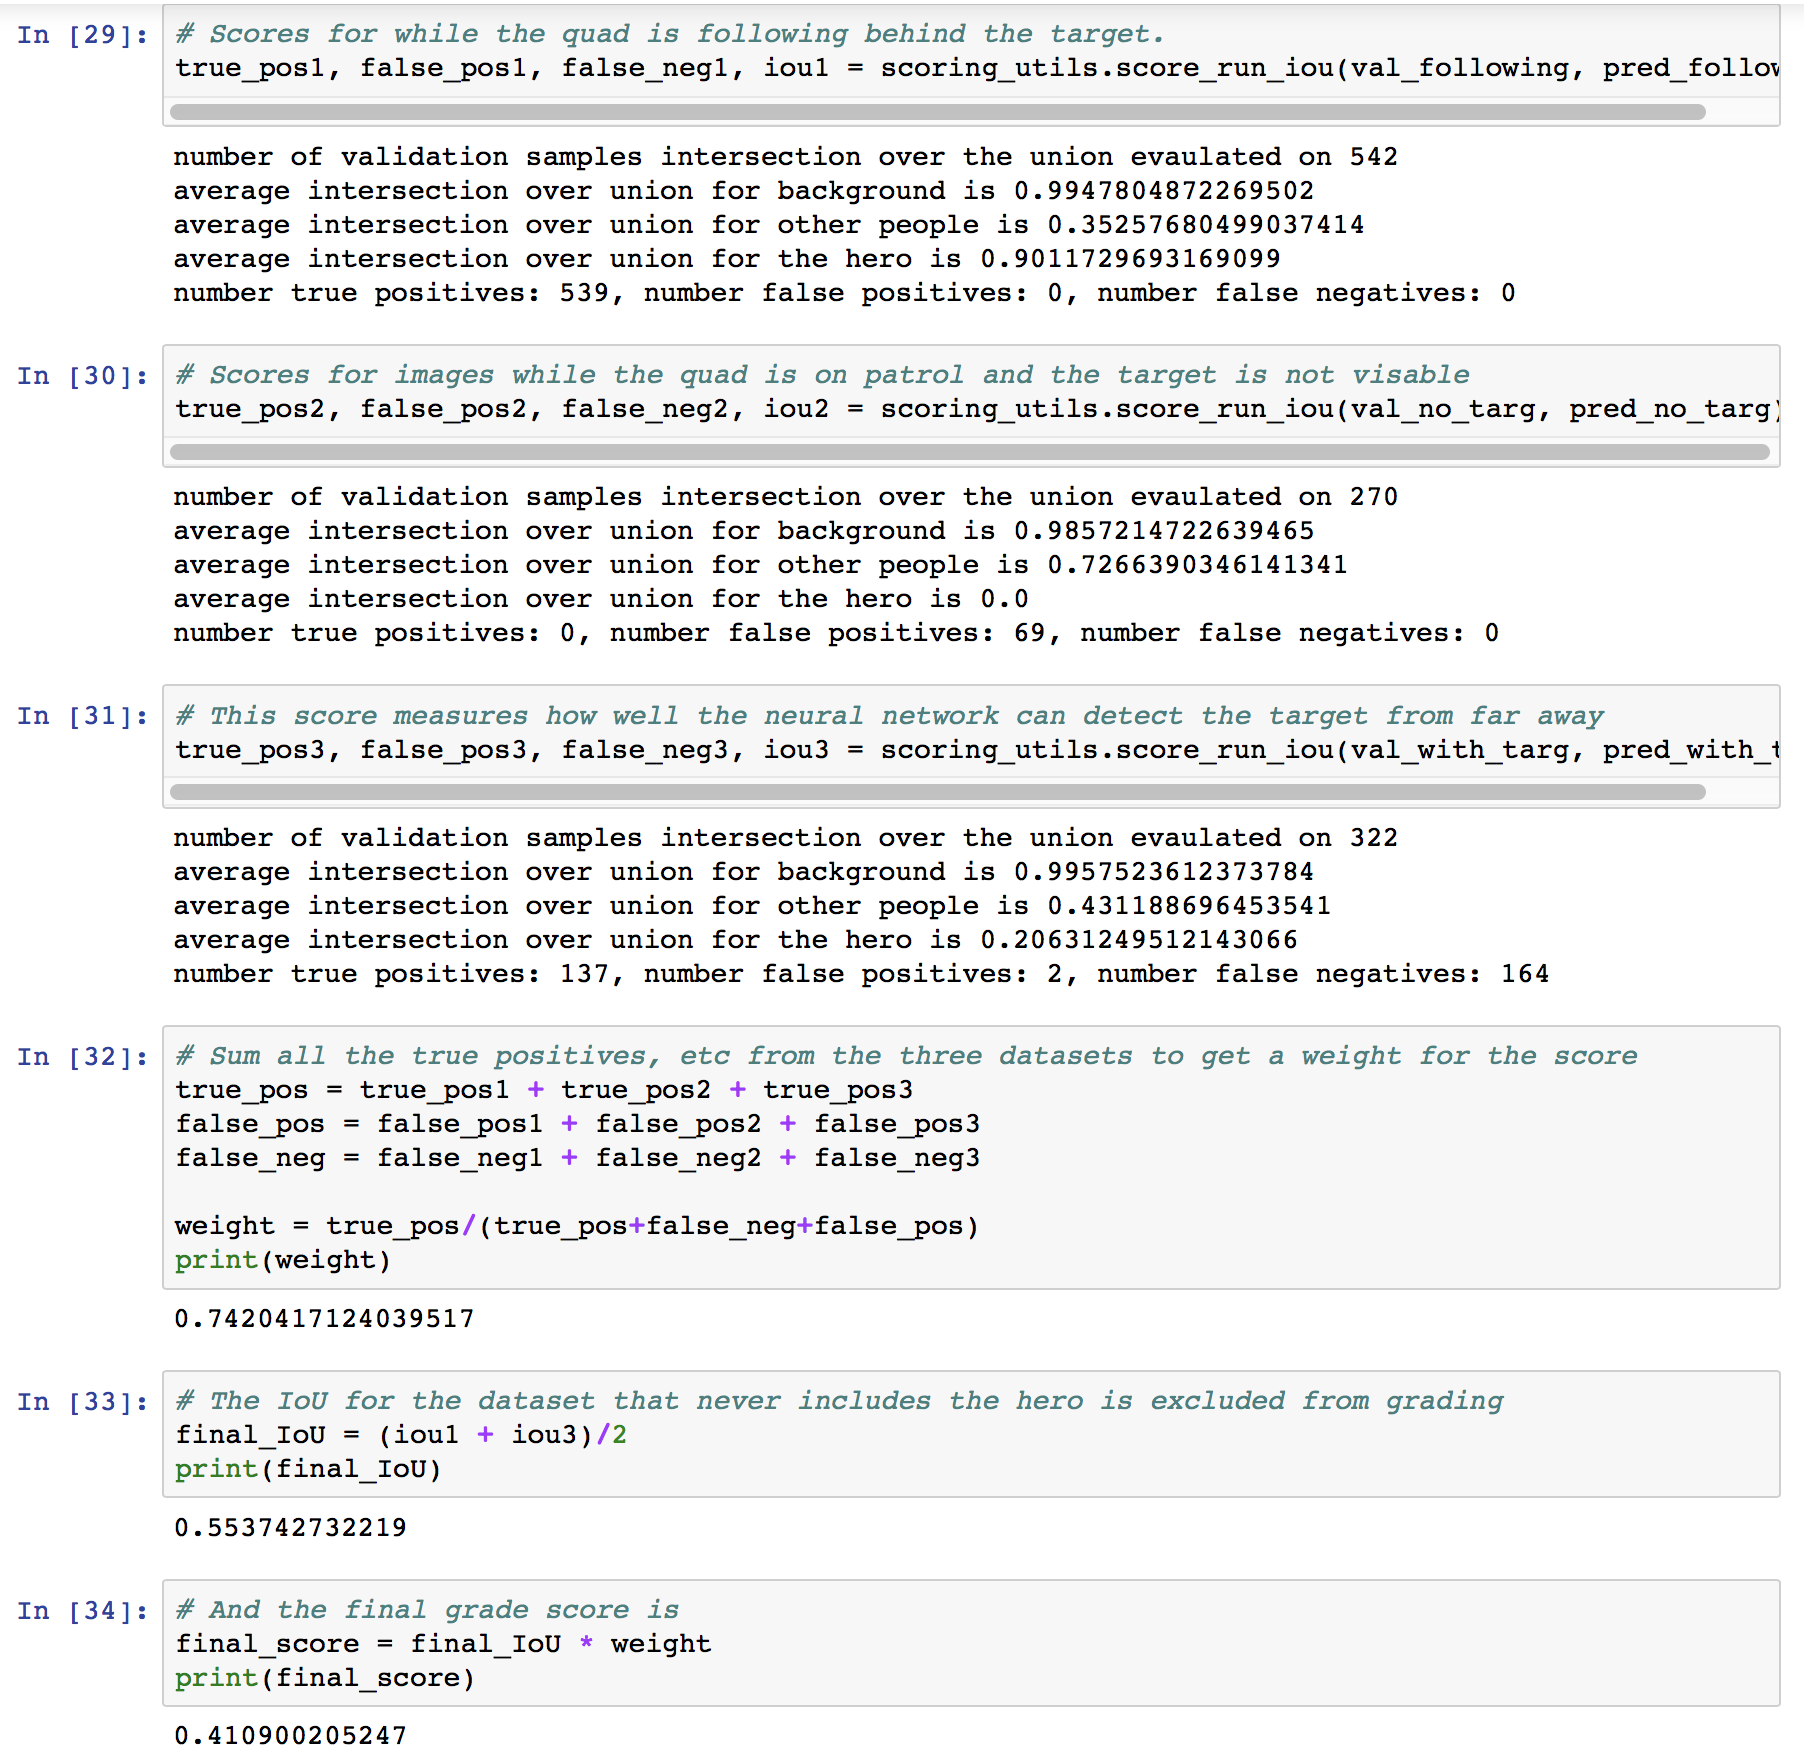 In [29]: # Scores for while the quad is following behind the target.
true_pos1, false_pos1, false_neg1, iou1 = scoring_utils.score_run_iou(val_following, pred_follow
number of validation samples intersection over the union evaulated on 542
average intersection over union for background is 0.9947804872269502
average intersection over union for other people is 0.35257680499037414
average intersection over union for the hero is 0.9011729693169099
number true positives: 539, number false positives: 0, number false negatives: 0
In [30]: # Scores for images while the quad is on patrol and the target is not visable
true_pos2, false_pos2, false_neg2, iou2 = scoring_utils.score_run_iou(val_no_targ, pred_no_targ)
number of validation samples intersection over the union evaulated on 270
average intersection over union for background is 0.9857214722639465
average intersection over union for other people is 0.7266390346141341
average intersection over union for the hero is 0.0
number true positives: 0, number false positives: 69, number false negatives: 0
In [31]: # This score measures how well the neural network can detect the target from far away
true_pos3, false_pos3, false_neg3, iou3 = scoring_utils.score_run_iou(val_with_targ, pred_with_t
number of validation samples intersection over the union evaulated on 322
average intersection over union for background is 0.9957523612373784
average intersection over union for other people is 0.431188696453541
average intersection over union for the hero is 0.20631249512143066
number true positives: 137, number false positives: 2, number false negatives: 164
In [32]: # Sum all the true positives, etc from the three datasets to get a weight for the score
true_pos = true_pos1 + true_pos2 + true_pos3
false_pos = false_pos1 + false_pos2 + false_pos3
false_neg = false_neg1 + false_neg2 + false_neg3
weight = true_pos/(true_pos+false_neg+false_pos)
print(weight)
0.7420417124039517
In [33]: # The IoU for the dataset that never includes the hero is excluded from grading
final_IoU = (iou1 + iou3)/2
print(final_IoU)
0.553742732219
In [34]: # And the final grade score is
final_score = final_IoU * weight
print(final_score)
0.410900205247